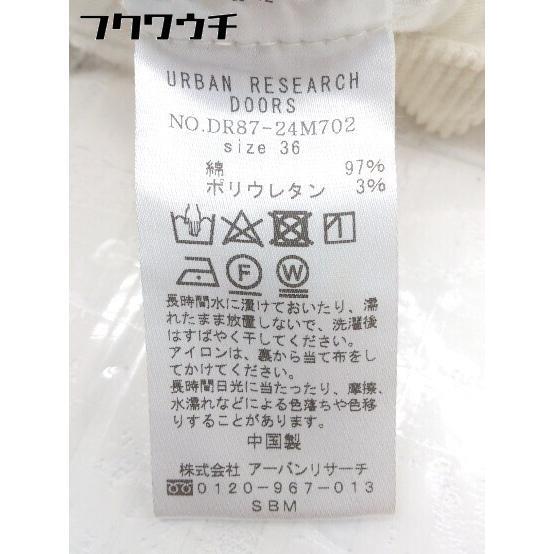 フクワウチ
URBAN RESEARCH
DOORS
NO.DR87-24M702
size 36
綿 97%
ポリウレタン 3%
F W
長時間水に漬けておいたり、濡
れたまま放置しないで、洗濯後
はすばやく干してください。
アイロンは、裏から当て布をし
てかけてください。
長時間日光に当たったり、摩擦、
水濡れなどによる色落ちや色移
りすることがあります。
中国製
株式会社 アーバンリサーチ
0120-967-013
SBM